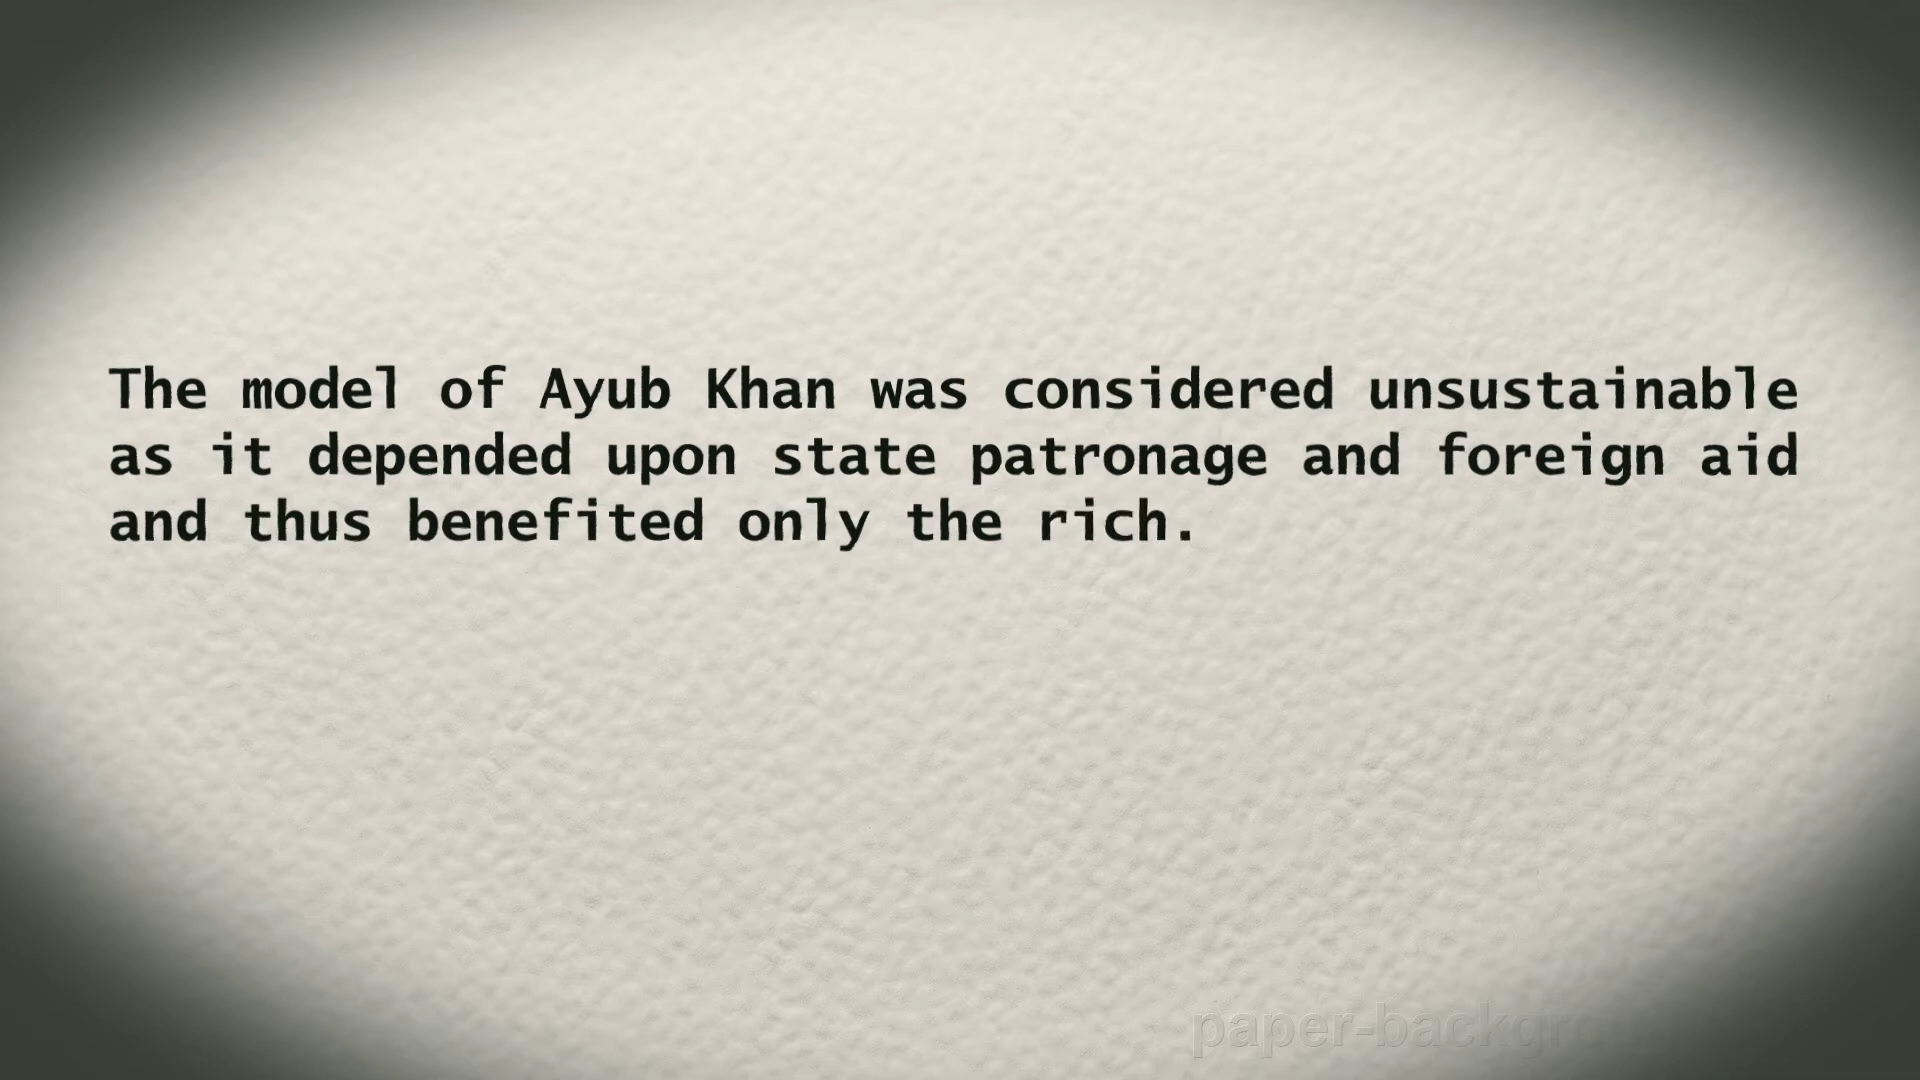 The model of Ayub Khan was considered unsustainable
as it depended upon state patronage and foreign aid
and thus benefited only the rich.